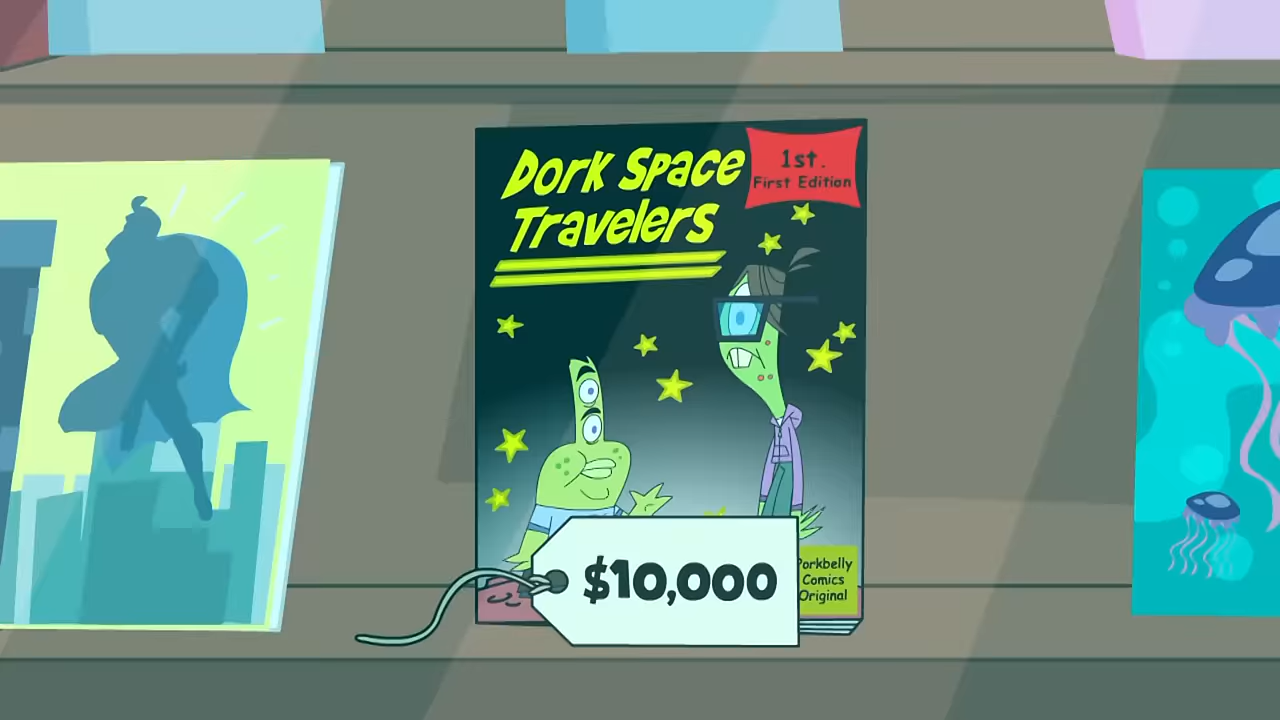 Dork Space
Travelers
1st.
First Edition
$10,000
Porkbelly
Comics
Original